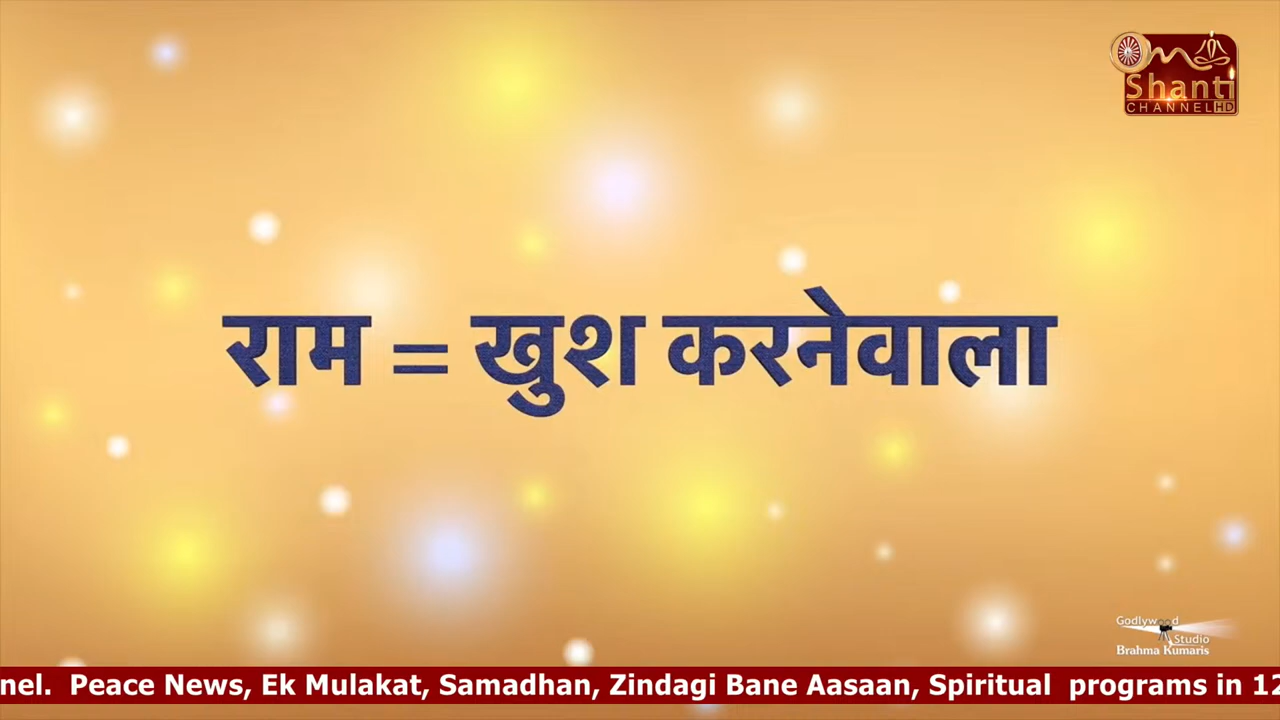 Om
Shanti
CHANNEL HD
राम = खुश करनेवाला
Godlywood
Studio
Brahma Kumaris
nel. Peace News, Ek Mulakat, Samadhan, Zindagi Bane Aasaan, Spiritual programs in 12